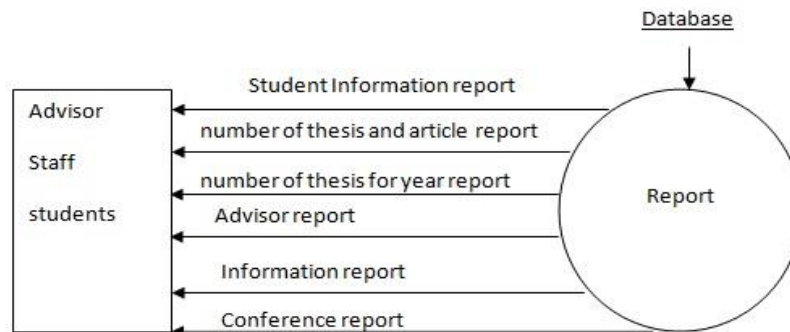 Database
Student Information report
Advisor
number of thesis and article report
Staff
number of thesis for year report
Report
students
Advisor report
Information report
Conference report